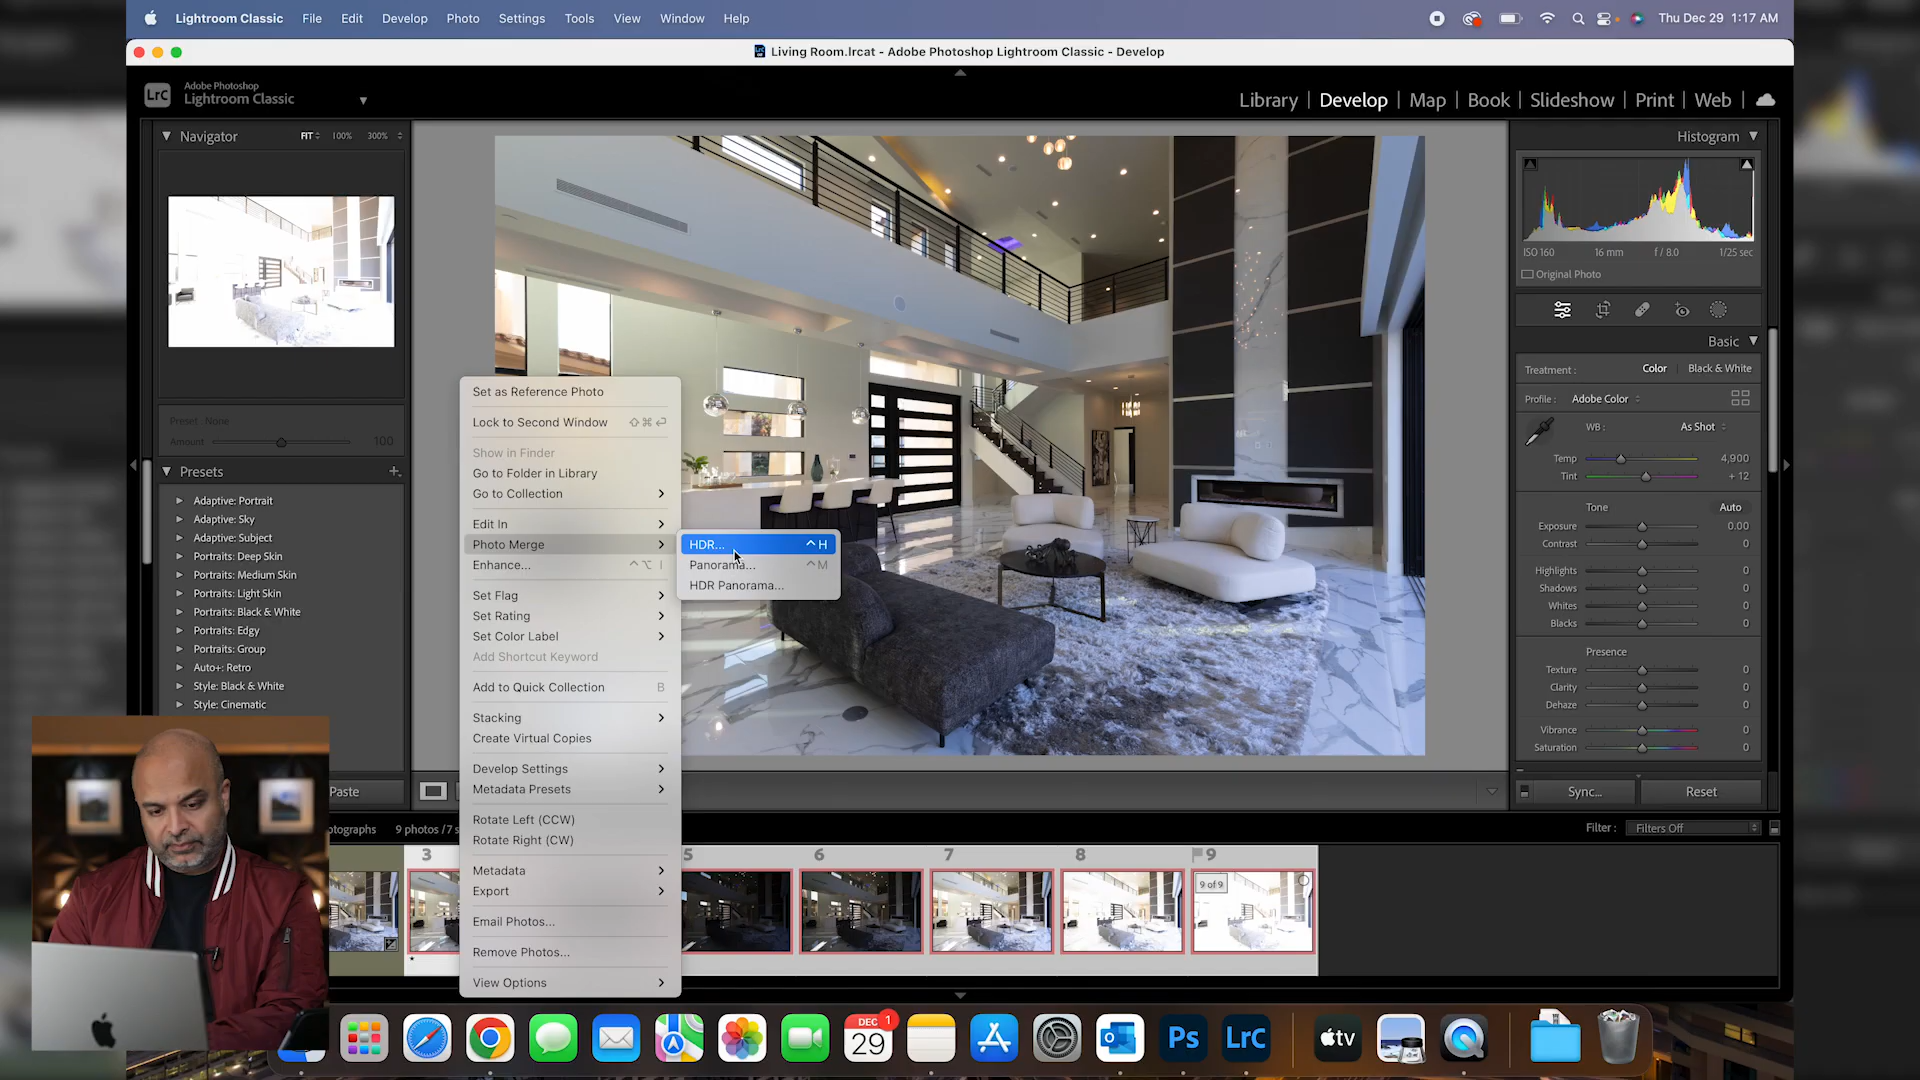 Lightroom Classic File Edit Develop Photo Settings Tools View Window Help Thu Dec 29 1:17 AM
Living Room.lrcat - Adobe Photoshop Lightroom Classic - Develop
LrC Adobe Photoshop
Lightroom Classic
Library Develop Map Book Slideshow Print Web
Navigator FIT 100% 300%
Preset: None
Amount 100
Presets
Adaptive: Portrait
Adaptive: Sky
Adaptive: Subject
Portraits: Deep Skin
Portraits: Medium Skin
Portraits: Light Skin
Portraits: Black & White
Portraits: Edgy
Portraits: Group
Auto+: Retro
Style: Black & White
Style: Cinematic
Paste
Set as Reference Photo
Lock to Second Window ⇧⌘⏎
Show in Finder
Go to Folder in Library
Go to Collection
Edit In
Photo Merge
Enhance... ^⌥ I
Set Flag
Set Rating
Set Color Label
Add Shortcut Keyword
Add to Quick Collection B
Stacking
Create Virtual Copies
Develop Settings
Metadata Presets
Rotate Left (CCW)
Rotate Right (CW)
Metadata
Export
Email Photos...
Remove Photos...
View Options
HDR... ^H
Panorama... ^M
HDR Panorama...
Histogram
ISO 160 16 mm f / 8.0 1/25 sec
Original Photo
Basic
Treatment : Color Black & White
Profile : Adobe Color
WB : As Shot
Temp 4,900
Tint + 12
Tone Auto
Exposure 0.00
Contrast 0
Highlights 0
Shadows 0
Whites 0
Blacks 0
Presence
Texture 0
Clarity 0
Dehaze 0
Vibrance 0
Saturation 0
Sync... Reset
otographs 9 photos / 7 s
Filter : Filters Off
3 5 6 7 8 9
9 of 9
DEC 1
29
Ps LrC tv